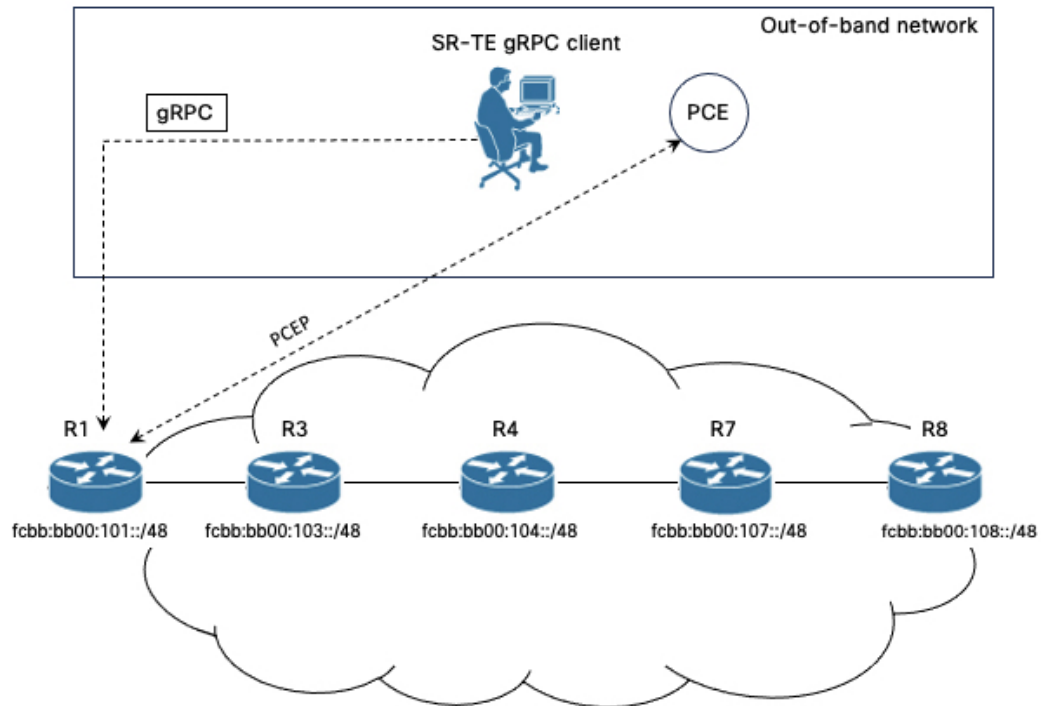 Out-of-band network
SR-TE gRPC client
gRPC
PCE
PCEP
R1
R3
R4
R7
R8
fcbb:bb00:101::/48
fcbb:bb00:103::/48
fcbb:bb00:104::/48
fcbb:bb00:107::/48
fcbb:bb00:108::/48